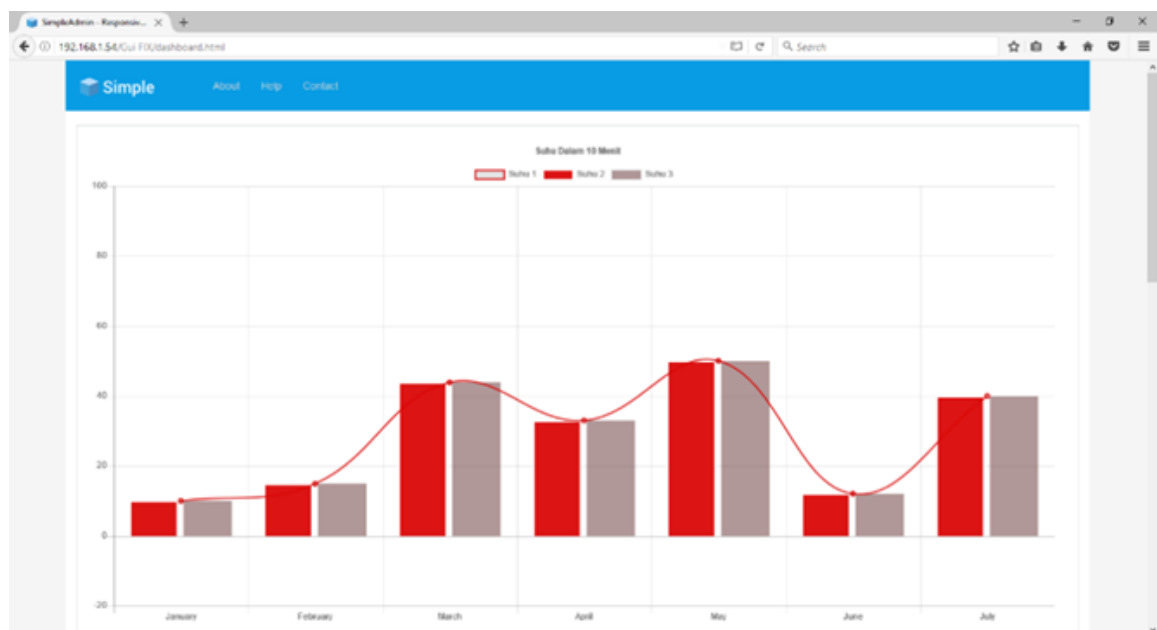 SimpleAdmin - Responsiv...
192.168.1.54/Gui FIX/dashboard.html
Search
Simple About Help Contact
Suhu Dalam 10 Menit
Suhu 1 Suhu 2 Suhu 3
100
80
60
40
20
0
-20
January February March April May June July